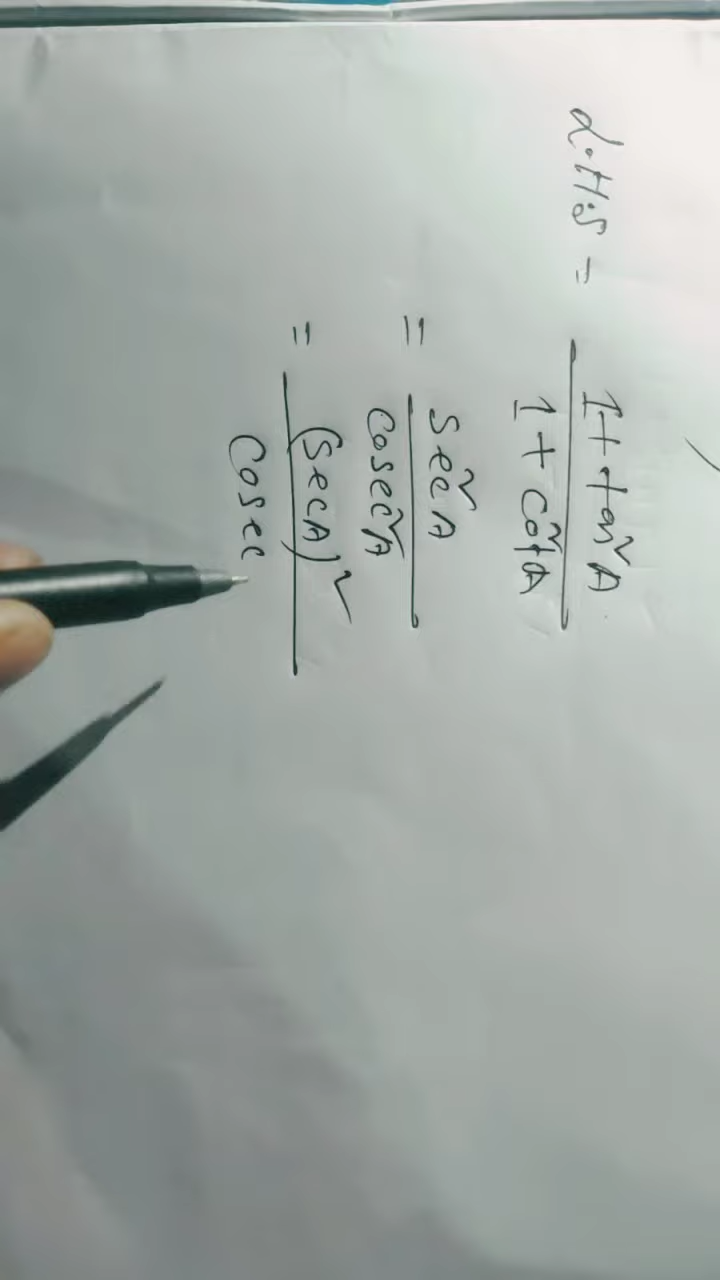 L.H.S = 1 + tan²A / 1 + cot²A
= sec²A / cosec²A
= (secA)² / cosec